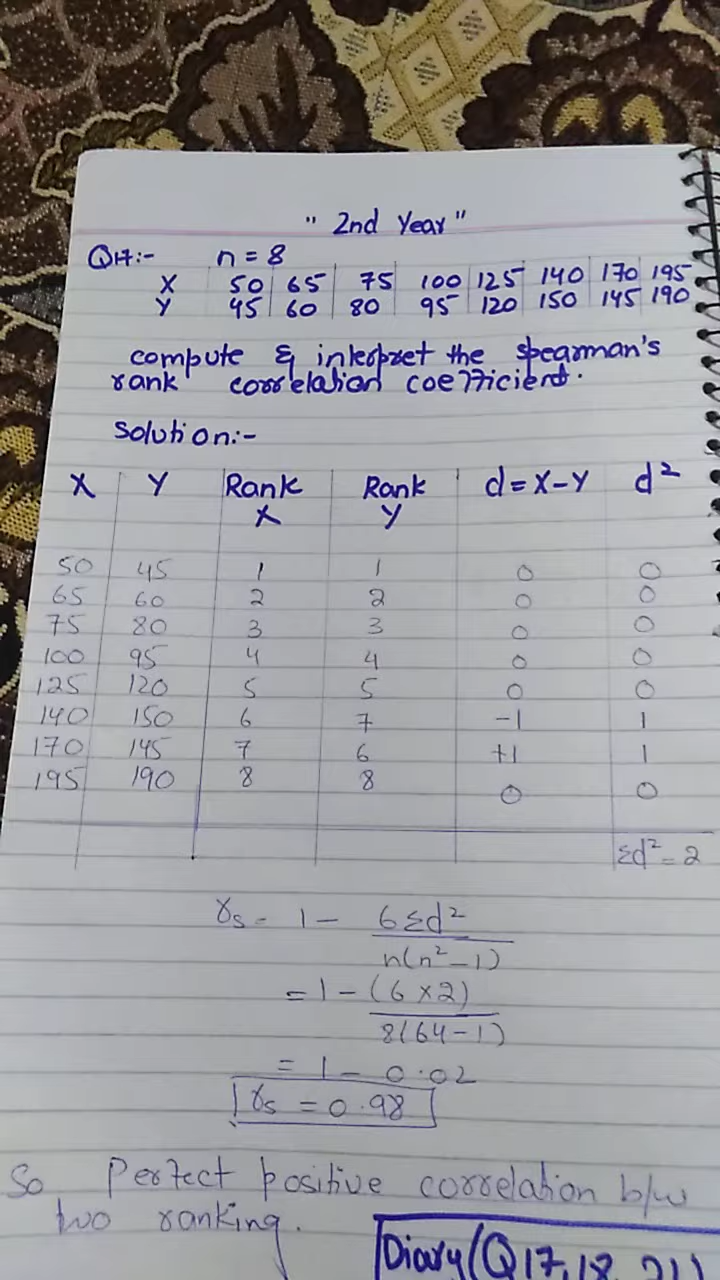 " 2nd Year "
Q17:- n = 8
X 50 65 75 100 125 140 170 195
Y 45 60 80 95 120 150 145 190
compute & interpret the spearman's
rank correlation coefficient.
Solution:-
X Y Rank X Rank Y d=X-Y d²
50 45 1 1 0 0
65 60 2 2 0 0
75 80 3 3 0 0
100 95 4 4 0 0
125 120 5 5 0 0
140 150 6 7 -1 1
170 145 7 6 +1 1
195 190 8 8 0 0
Σd² = 2
rs = 1 - 6Σd² / n(n²-1)
= 1 - (6×2) / 8(64-1)
= 1 - 0.02
rs = 0.98
So Perfect positive correlation b/w
two ranking.
Diary(Q17,18, 21)